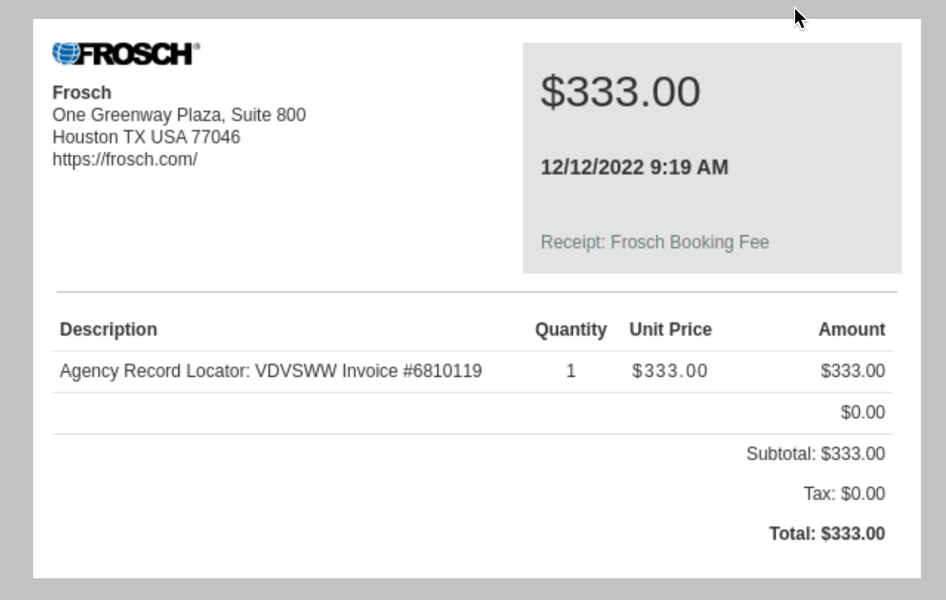 FROSCH®
Frosch
One Greenway Plaza, Suite 800
Houston TX USA 77046
https://frosch.com/
$333.00
12/12/2022 9:19 AM
Receipt: Frosch Booking Fee
Description Quantity Unit Price Amount
Agency Record Locator: VDVSWW Invoice #6810119 1 $333.00 $333.00
$0.00
Subtotal: $333.00
Tax: $0.00
Total: $333.00